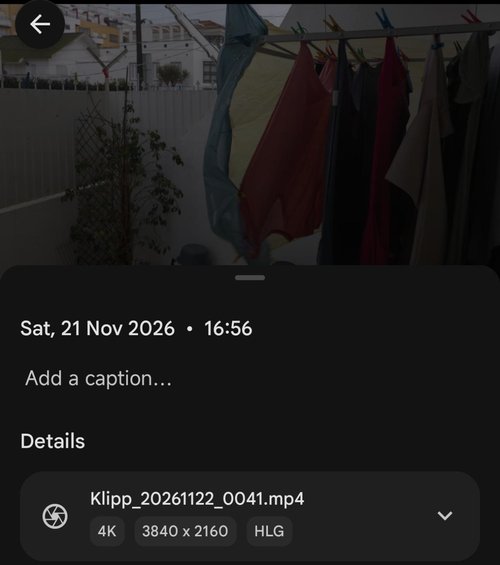 Sat, 21 Nov 2026 • 16:56
Add a caption…
Details
Klipp_20261122_0041.mp4
4K 3840 x 2160 HLG